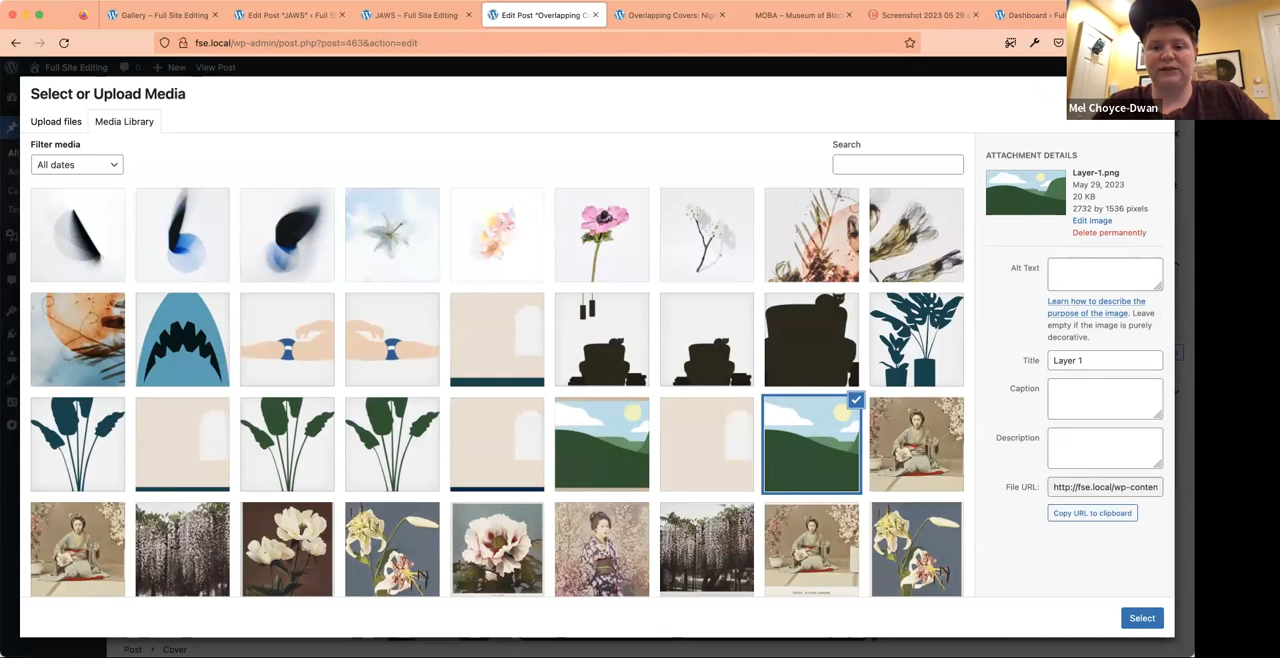 Gallery – Full Site Editing
Edit Post "JAWS" ‹ Full S
JAWS – Full Site Editing
Edit Post "Overlapping C
Overlapping Covers: Nig
MOBA – Museum of Bloc
Screenshot 2023 05 29
Dashboard ‹ Full
fse.local/wp-admin/post.php?post=463&action=edit
Full Site Editing
0
New
View Post
Mel Choyce-Dwan
Select or Upload Media
Upload files
Media Library
Filter media
All dates
Search
ATTACHMENT DETAILS
Layer-1.png
May 29, 2023
20 KB
2732 by 1536 pixels
Edit Image
Delete permanently
Alt Text
Learn how to describe the
purpose of the image. Leave
empty if the image is purely
decorative.
Title
Layer 1
Caption
Description
File URL:
http://fse.local/wp-conten
Copy URL to clipboard
Select
Post
Cover